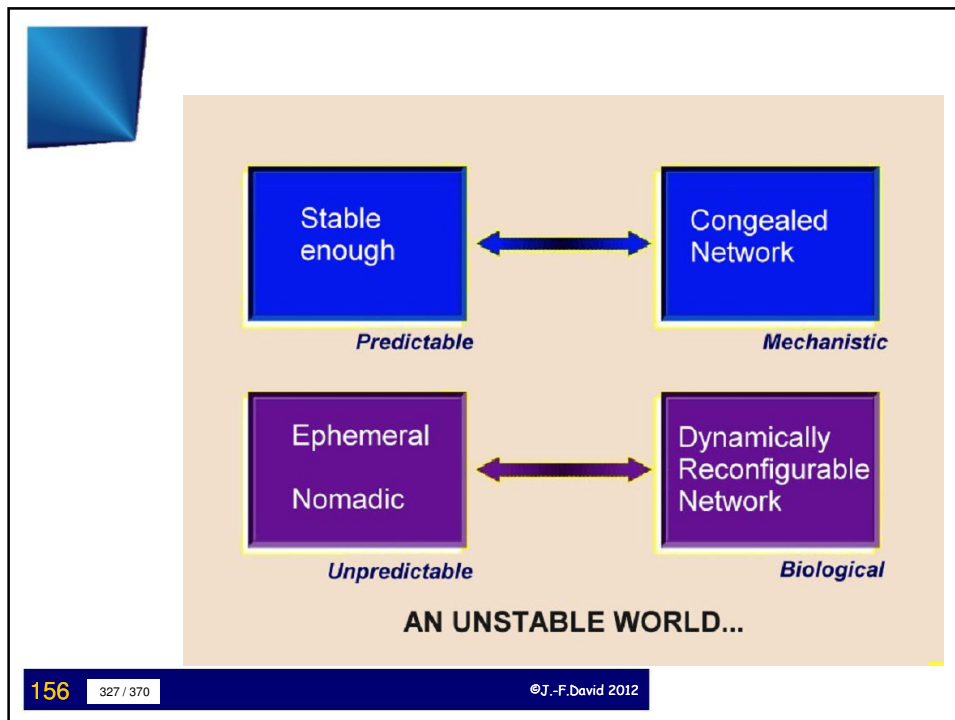 Stable
enough
Congealed
Network
Predictable
Mechanistic
Ephemeral
Nomadic
Dynamically
Reconfigurable
Network
Unpredictable
Biological
AN UNSTABLE WORLD...
156
327 / 370
©J.-F.David 2012